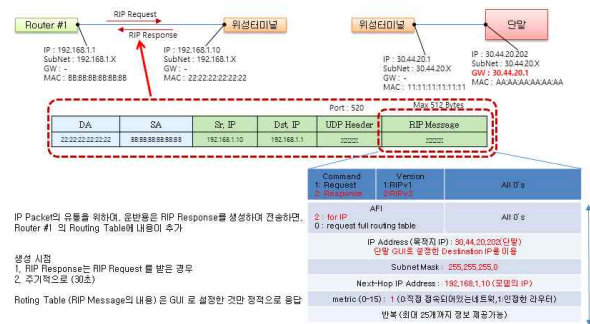 Router #1
RIP Request
RIP Response
위성터미널
위성터미널
단말
IP : 192.168.1.1
SubNet : 192.168.1.X
GW : -
MAC : 88:88:88:88:88:88
IP : 192.168.1.10
SubNet : 192.168.1.X
GW : -
MAC : 22:22:22:22:22:22
IP : 30.44.20.1
SubNet : 30.44.20.X
GW : -
MAC : 11:11:11:11:11:11
IP : 30.44.20.202
SubNet : 30.44.20.X
GW : 30.44.20.1
MAC : AA:AA:AA:AA:AA:AA
Port : 520
Max 512 Bytes
DA SA Sr, IP Dst, IP UDP Header RIP Message
22:22:22:22:22:22 88:88:88:88:88:88 192.168.1.10 192.168.1.1 ????? ?????
Command
1: Request
2: Response
Version
1:RIPv1
2:RIPv2
All 0's
AFI
2 : for IP
0 : request full routing table
All 0's
IP Address (목적지 IP) : 30,44,20,202(단말)
단말 GUI로 설정한 Destination IP를 이용
Subnet Mask : 255,255,255,0
Next-Hop IP Address : 192,168,1,10 (모뎀의 IP)
metric (0-15) : 1 (0:직접 접속되어있는네트웍,1:인접한 라우터)
반복 (최대 25개까지 정보 제공가능)
IP Packet의 유통을 위하여, 운반용은 RIP Response를 생성하여 전송하면,
Router #1 의 Routing Table에 내용이 추가
생성 시점
1, RIP Response는 RIP Request 를 받은 경우
2, 주기적으로 (30초)
Roting Table (RIP Message의 내용) 은 GUI 로 설정한 것만 정적으로 응답